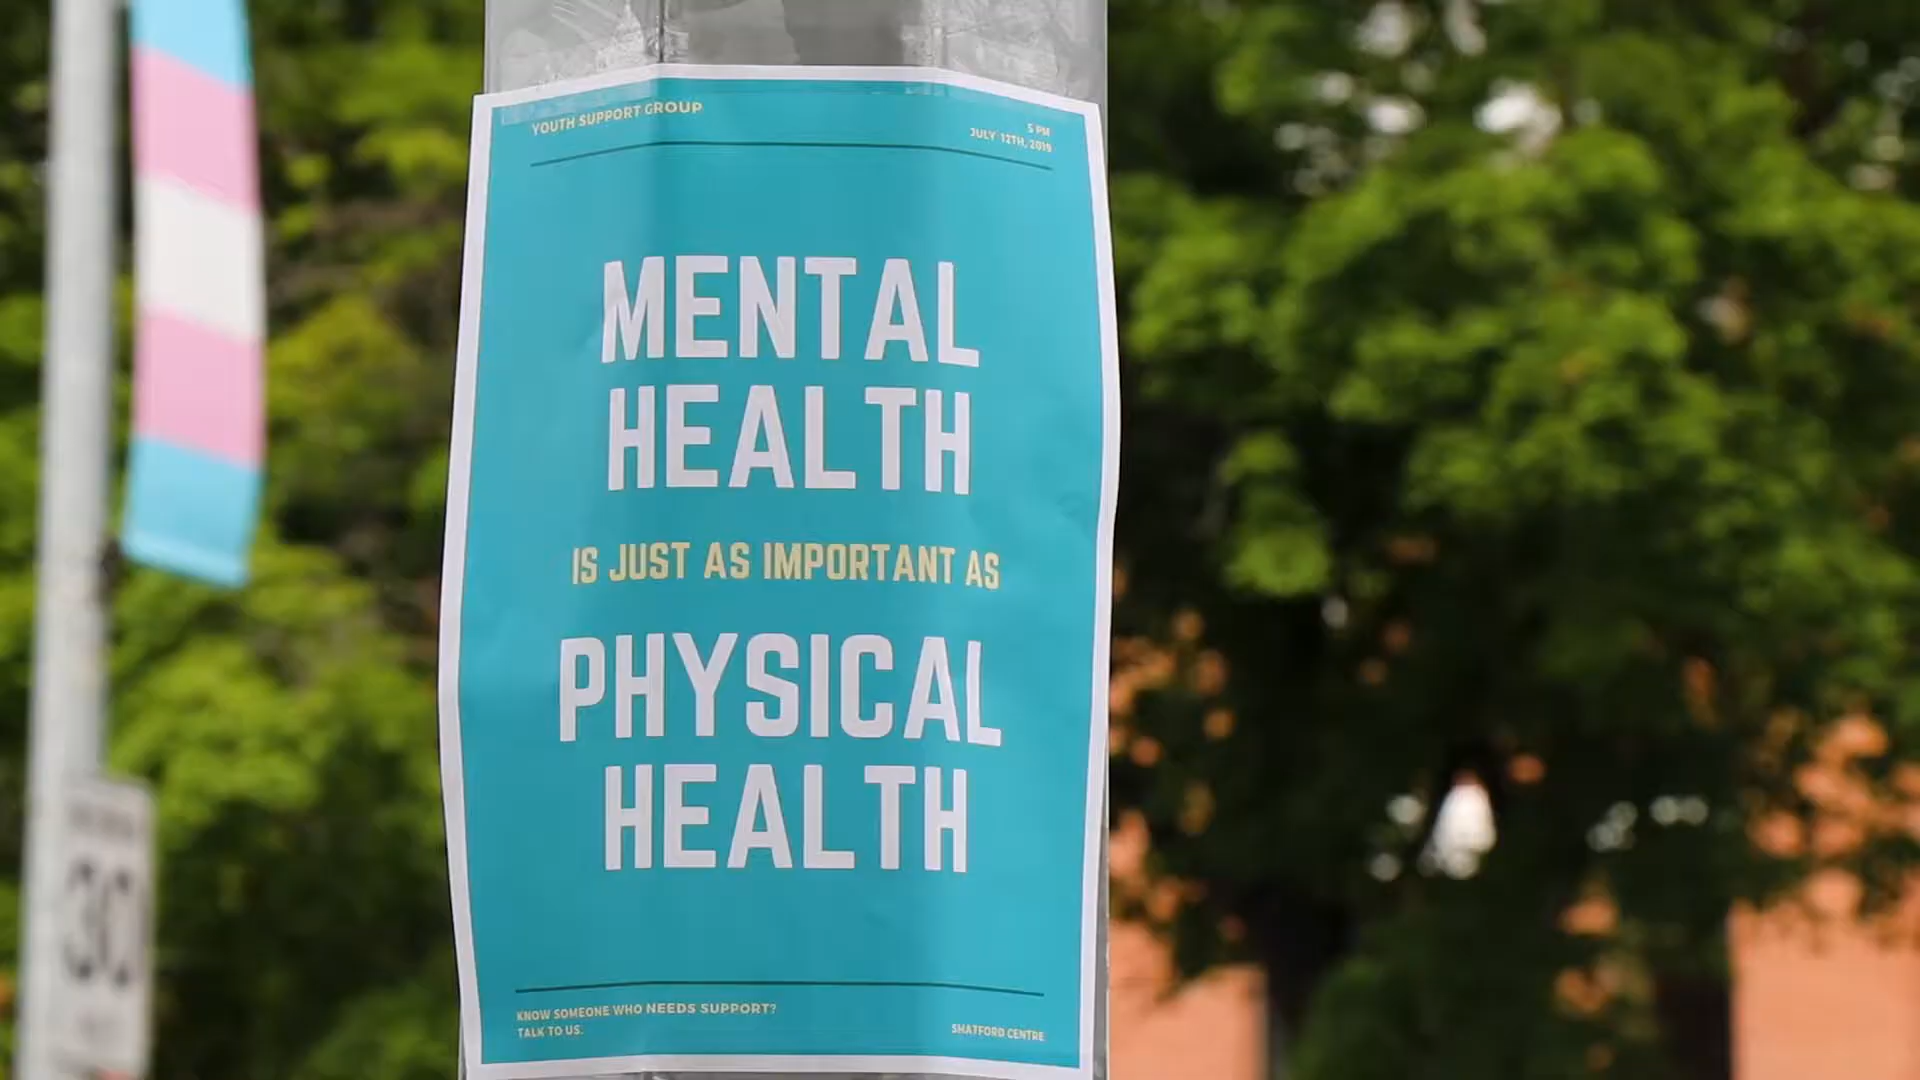 YOUTH SUPPORT GROUP
5 PM
JULY 12TH, 2019
MENTAL
HEALTH
IS JUST AS IMPORTANT AS
PHYSICAL
HEALTH
KNOW SOMEONE WHO NEEDS SUPPORT?
TALK TO US.
SHATFORD CENTRE
30